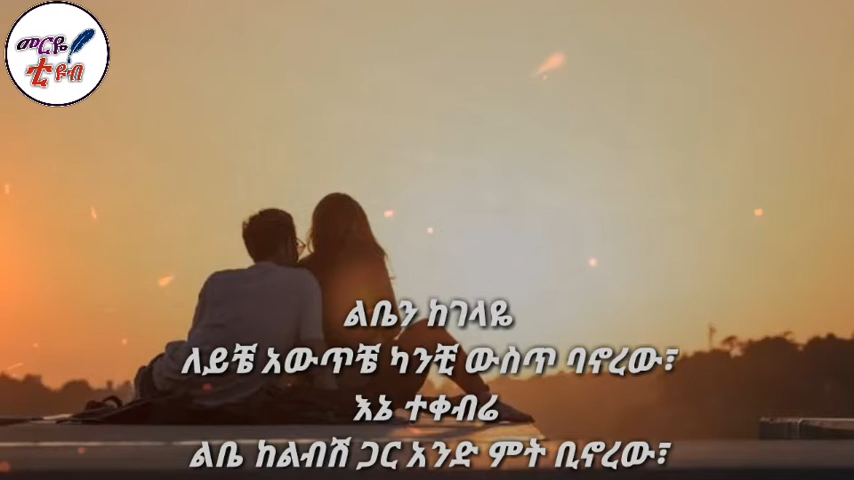 መርዬ
ቲዩብ
ልቤን ከገላዬ
ለይቼ አውጥቼ ካንቺ ውስጥ ባኖረው፣
እኔ ተቀብሬ
ልቤ ከልብሽ ጋር አንድ ምት ቢኖረው፣